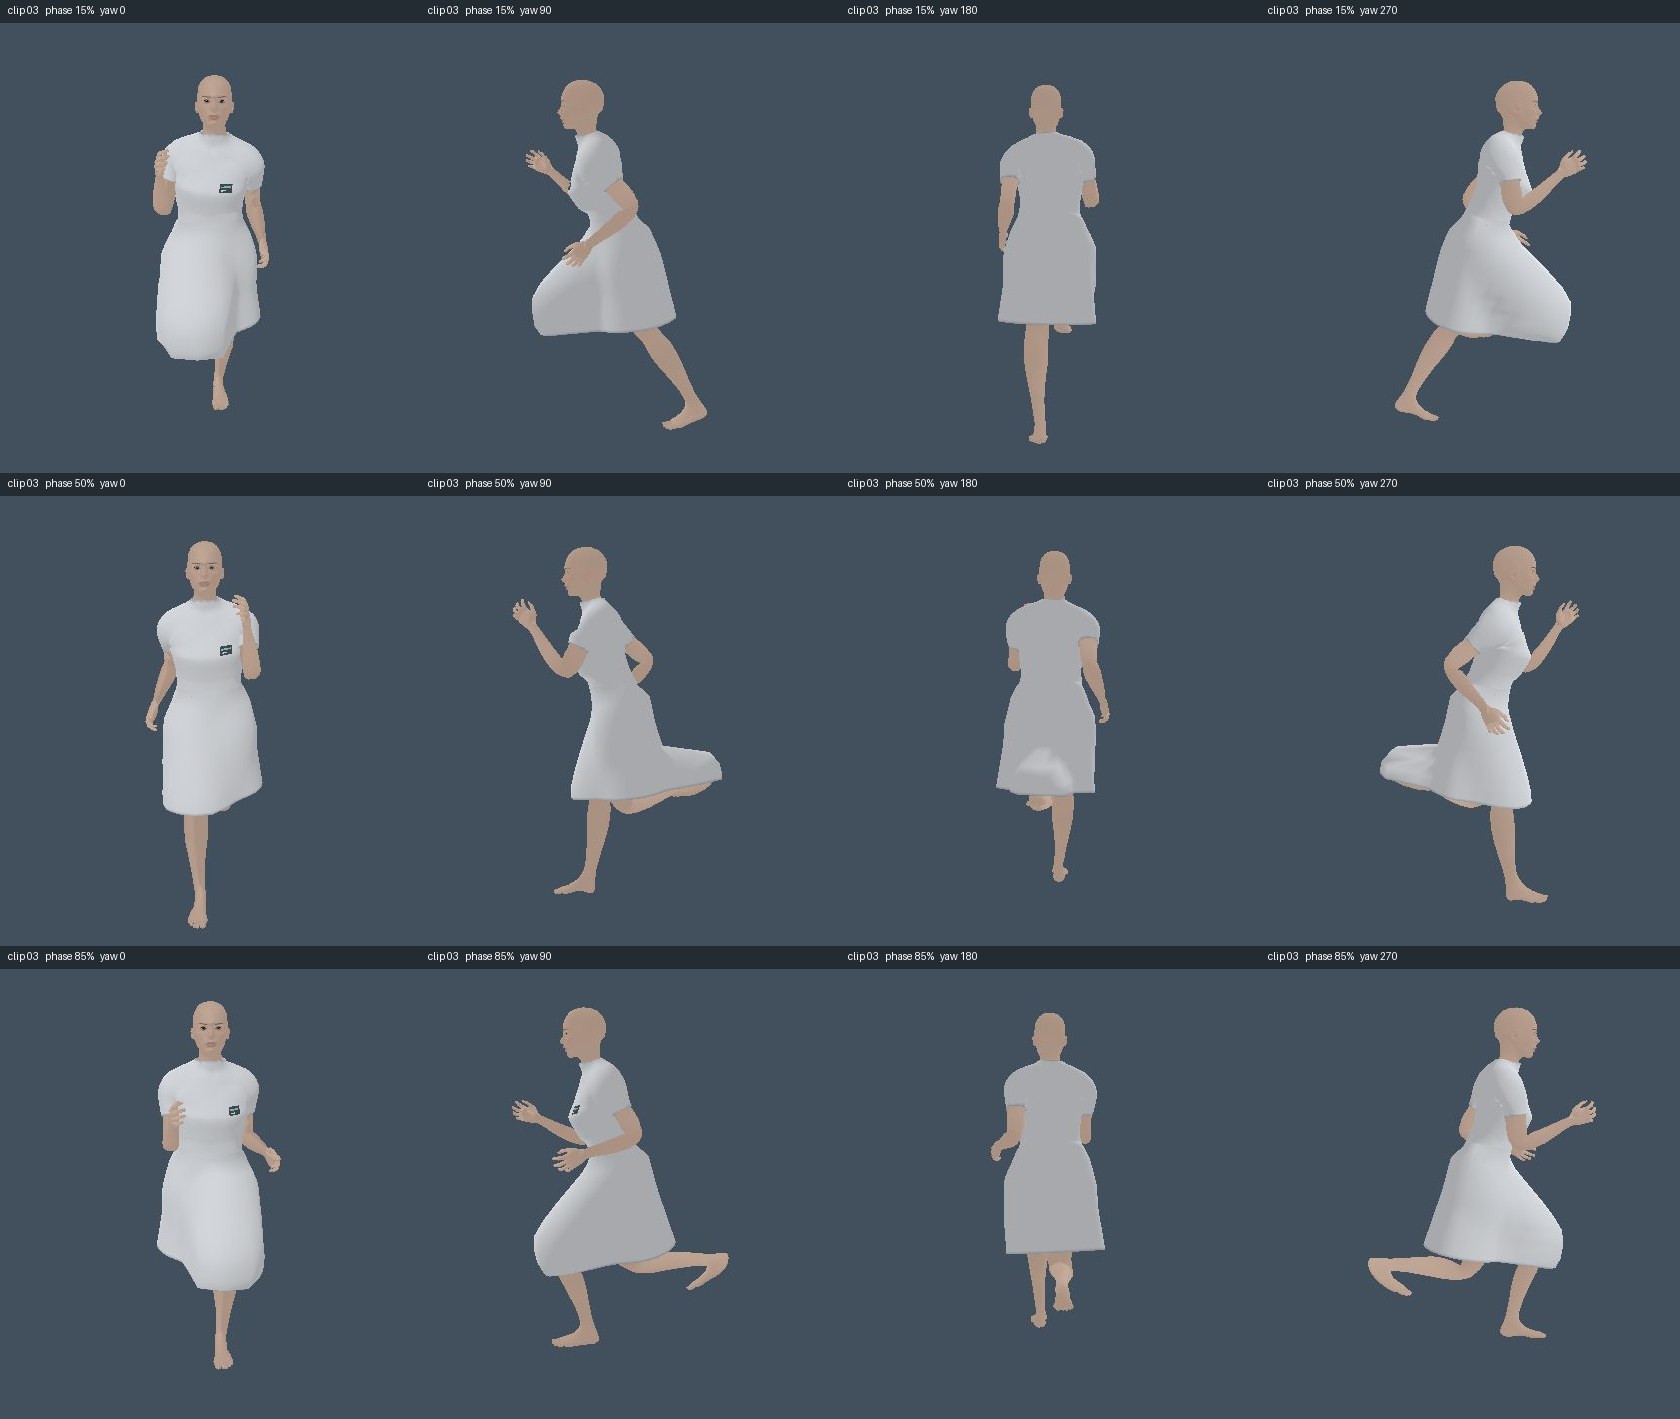 clip03 phase 15% yaw 0
clip03 phase 15% yaw 90
clip03 phase 15% yaw 180
clip03 phase 15% yaw 270
clip03 phase 50% yaw 0
clip03 phase 50% yaw 90
clip03 phase 50% yaw 180
clip03 phase 50% yaw 270
clip03 phase 85% yaw 0
clip03 phase 85% yaw 90
clip03 phase 85% yaw 180
clip03 phase 85% yaw 270